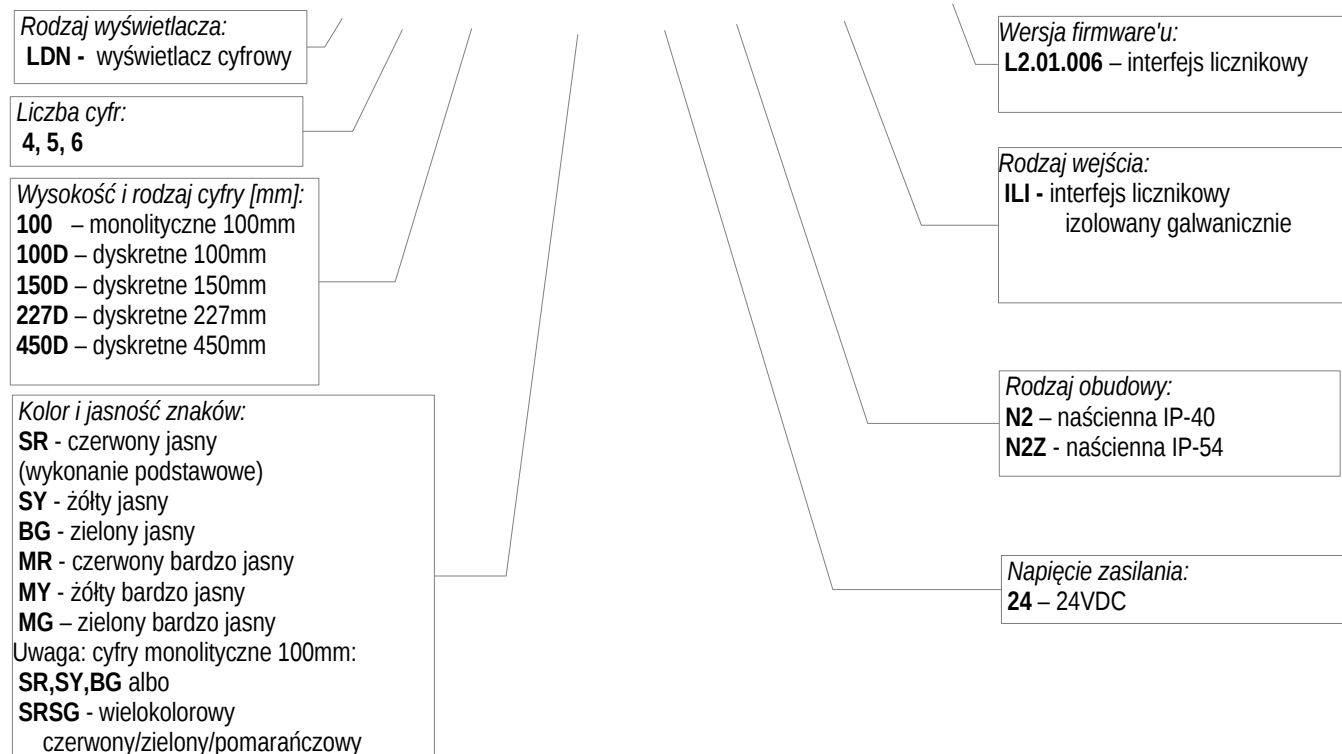 Rodzaj wyświetlacza:
LDN - wyświetlacz cyfrowy
Liczba cyfr:
4, 5, 6
Wysokość i rodzaj cyfry [mm]:
100 – monolityczne 100mm
100D – dyskretne 100mm
150D – dyskretne 150mm
227D – dyskretne 227mm
450D – dyskretne 450mm
Kolor i jasność znaków:
SR - czerwony jasny
(wykonanie podstawowe)
SY - żółty jasny
BG - zielony jasny
MR - czerwony bardzo jasny
MY - żółty bardzo jasny
MG – zielony bardzo jasny
Uwaga: cyfry monolityczne 100mm:
SR,SY,BG albo
SRSG - wielokolorowy
czerwony/zielony/pomarańczowy
Wersja firmware'u:
L2.01.006 – interfejs licznikowy
Rodzaj wejścia:
ILI - interfejs licznikowy
izolowany galwanicznie
Rodzaj obudowy:
N2 – naścienna IP-40
N2Z - naścienna IP-54
Napięcie zasilania:
24 – 24VDC